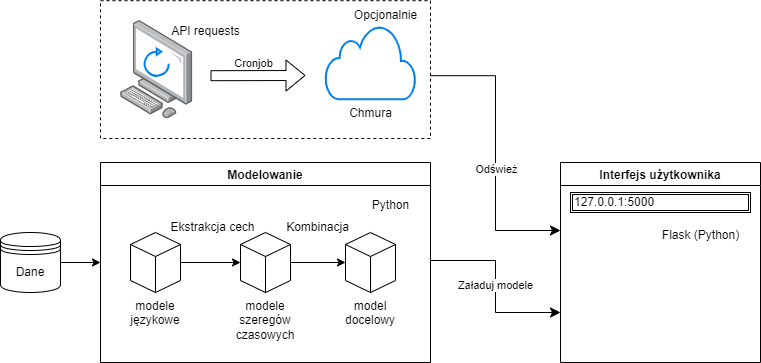 Opcjonalnie
API requests
Cronjob
Chmura
Odśwież
Modelowanie
Python
Ekstrakcja cech
Kombinacja
Dane
modele
językowe
modele
szeregów
czasowych
model
docelowy
Załaduj modele
Interfejs użytkownika
127.0.0.1:5000
Flask (Python)